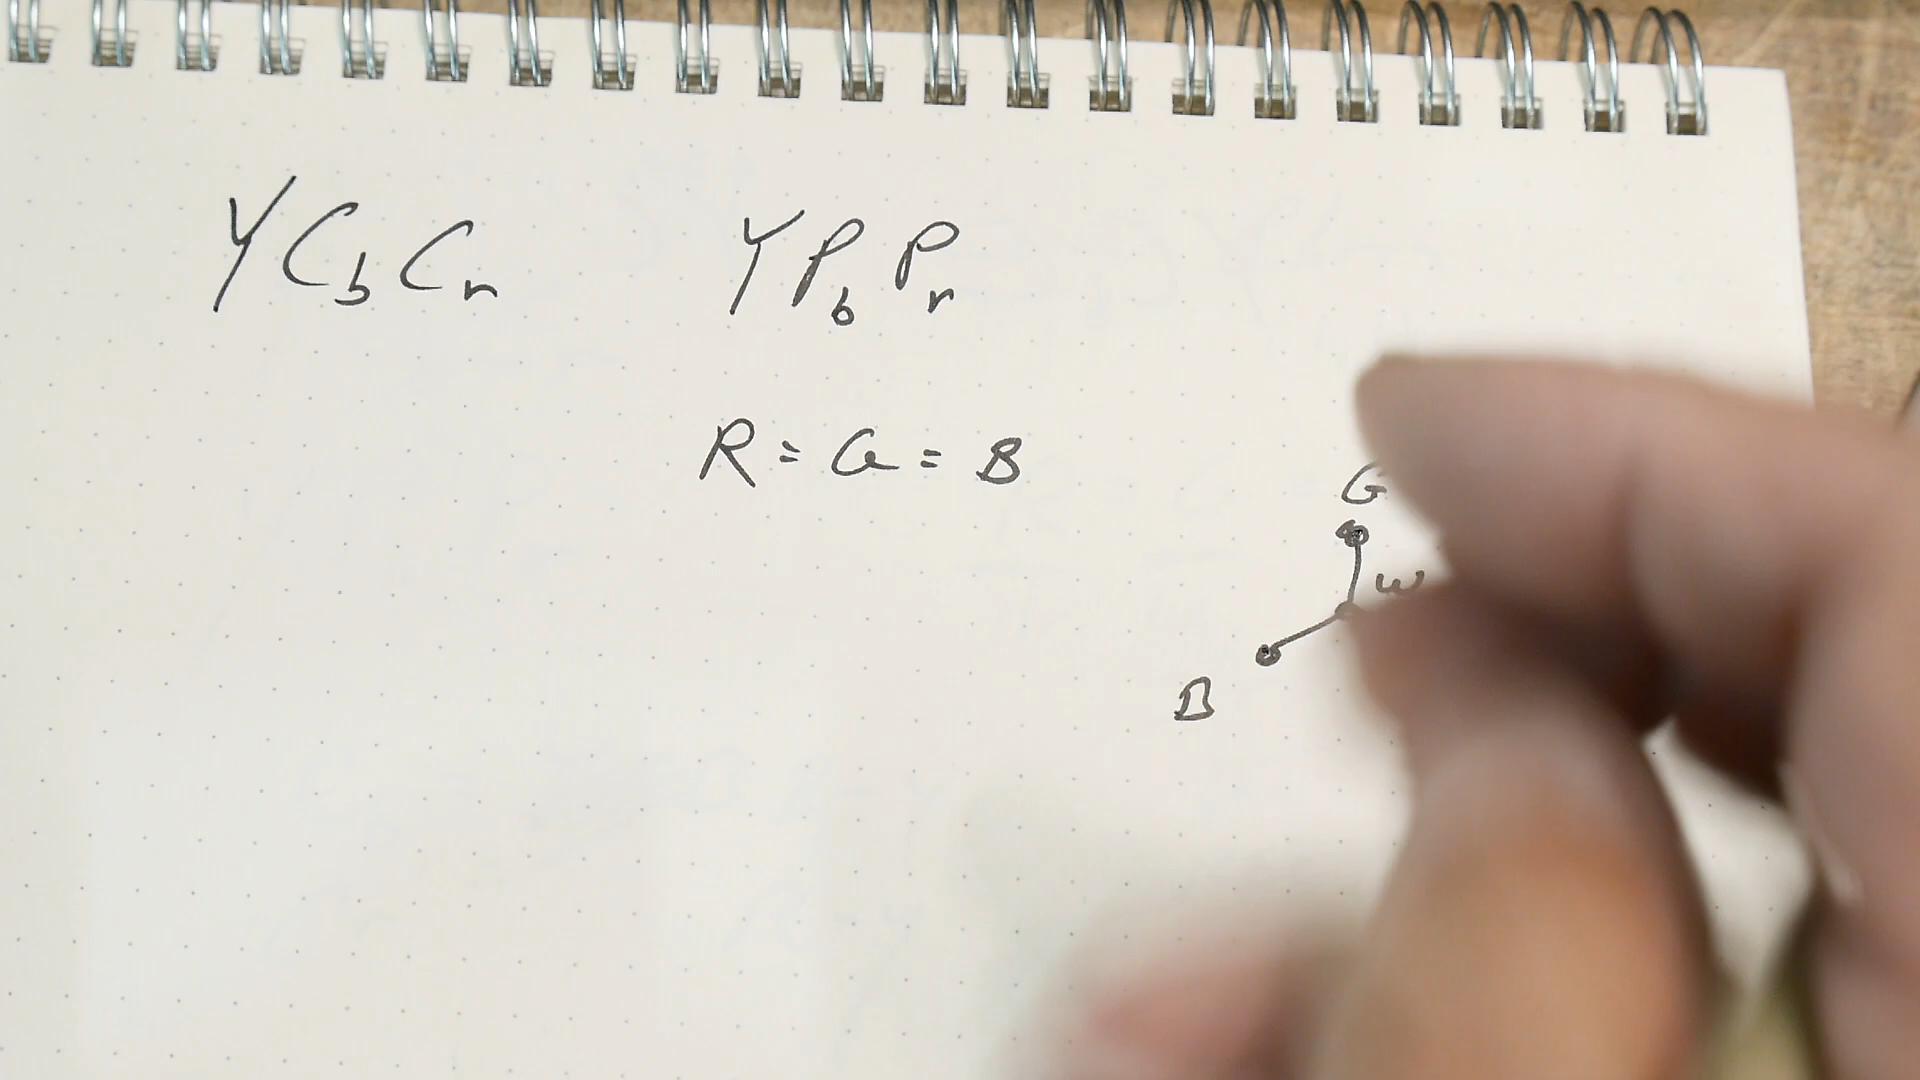 YCbCr YPbPr
R = G = B
G
W
B